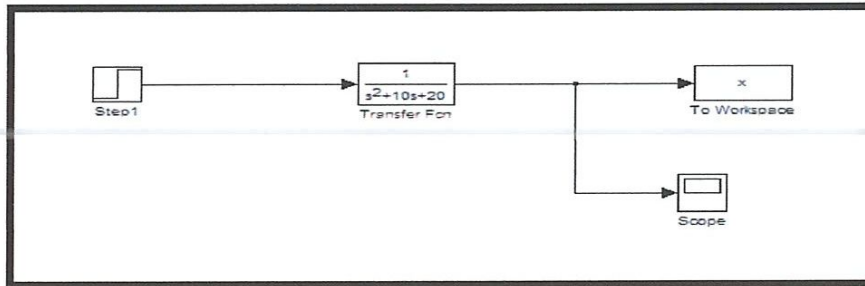 Step1
1
s²+10s+20
Transfer Fcn
x
To Workspace
Scope